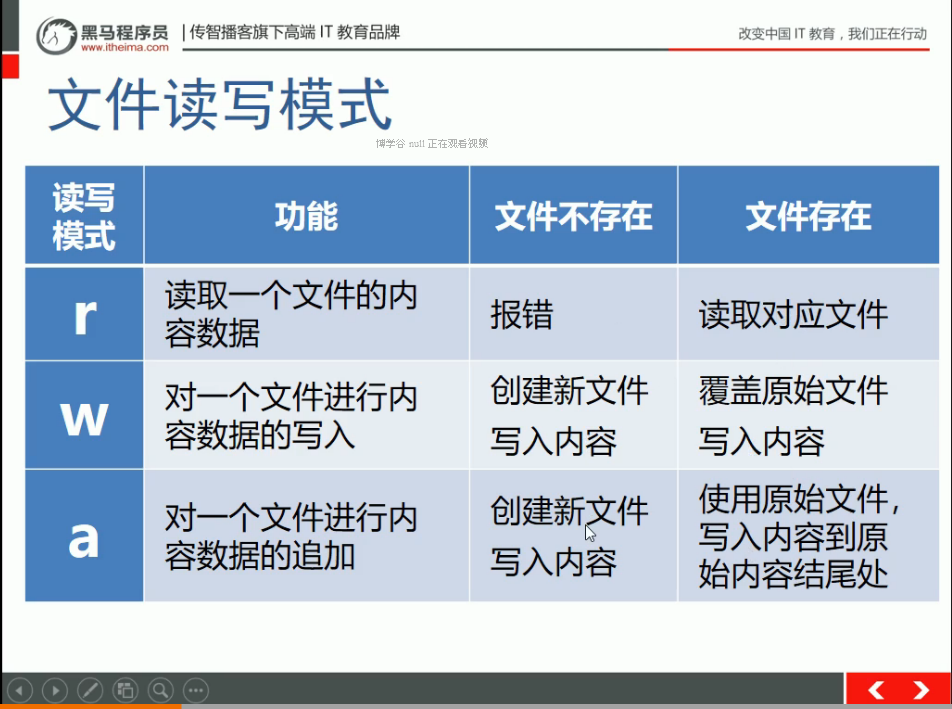 黑马程序员
www.itheima.com
|传智播客旗下高端 IT 教育品牌
改变中国 IT 教育，我们正在行动
文件读写模式
博学谷 null 正在观看视频
读写
模式
功能
文件不存在
文件存在
r
读取一个文件的内
容数据
报错
读取对应文件
w
对一个文件进行内
容数据的写入
创建新文件
写入内容
覆盖原始文件
写入内容
a
对一个文件进行内
容数据的追加
创建新文件
写入内容
使用原始文件，
写入内容到原
始内容结尾处